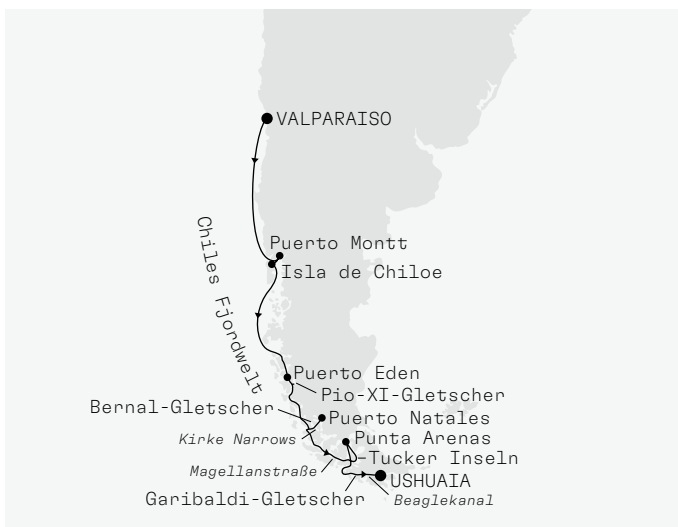 VALPARAISO
Puerto Montt
Isla de Chiloe
Chiles Fjordwelt
Puerto Eden
Pio-XI-Gletscher
Bernal-Gletscher
Puerto Natales
Kirke Narrows
Punta Arenas
Tucker Inseln
Magellanstraße
USHUAIA
Garibaldi-Gletscher
Beaglekanal